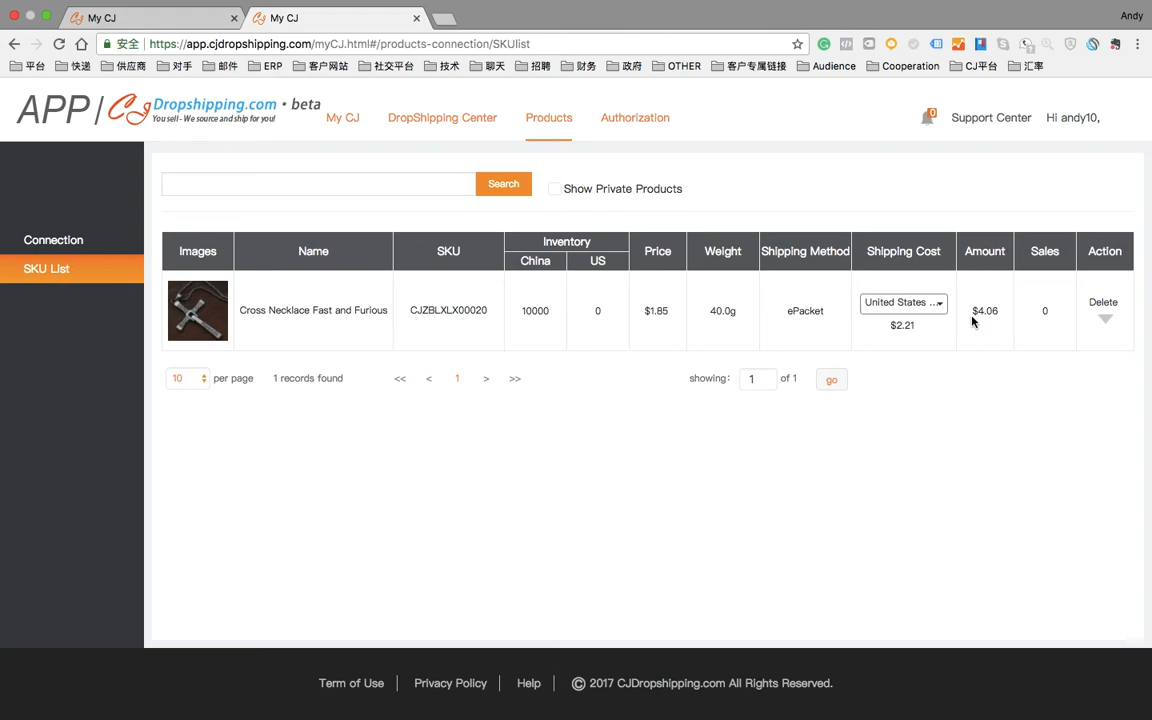 My CJ
My CJ
Andy
安全 https://app.cjdropshipping.com/myCJ.html#/products-connection/SKUlist
平台 快递 供应商 对手 邮件 ERP 客户网站 社交平台 技术 聊天 招聘 财务 政府 OTHER 客户专属链接 Audience Cooperation CJ平台 汇率
APP / CJ Dropshipping.com • beta
You sell - We source and ship for you!
My CJ DropShipping Center Products Authorization
0 Support Center Hi andy10,
Search Show Private Products
Connection
SKU List
Images Name SKU Inventory China US Price Weight Shipping Method Shipping Cost Amount Sales Action
Cross Necklace Fast and Furious CJZBLXLX00020 10000 0 $1.85 40.0g ePacket United States ... $2.21 $4.06 0 Delete
10 per page 1 records found << < 1 > >> showing: 1 of 1 go
Term of Use Privacy Policy Help © 2017 CJDropshipping.com All Rights Reserved.